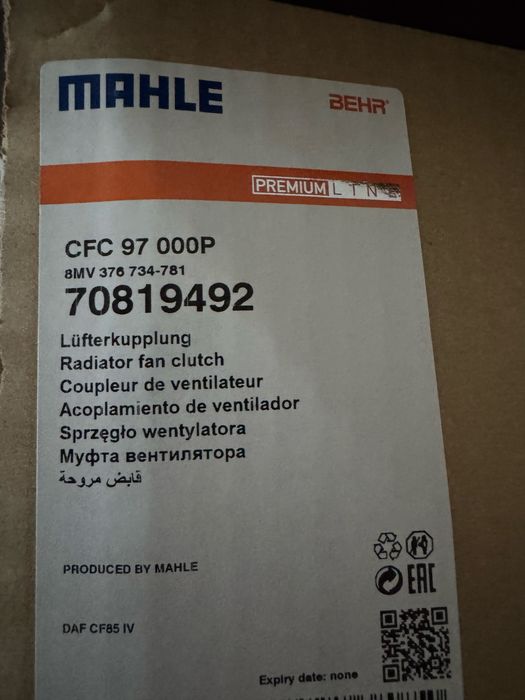 MAHLE BEHR
PREMIUM LINE
CFC 97 000P
8MV 376 734-781
70819492
Lüfterkupplung
Radiator fan clutch
Coupleur de ventilateur
Acoplamiento de ventilador
Sprzęgło wentylatora
Муфта вентилятора
قابض مروحة
PRODUCED BY MAHLE
EAC
DAF CF85 IV
Expiry date: none